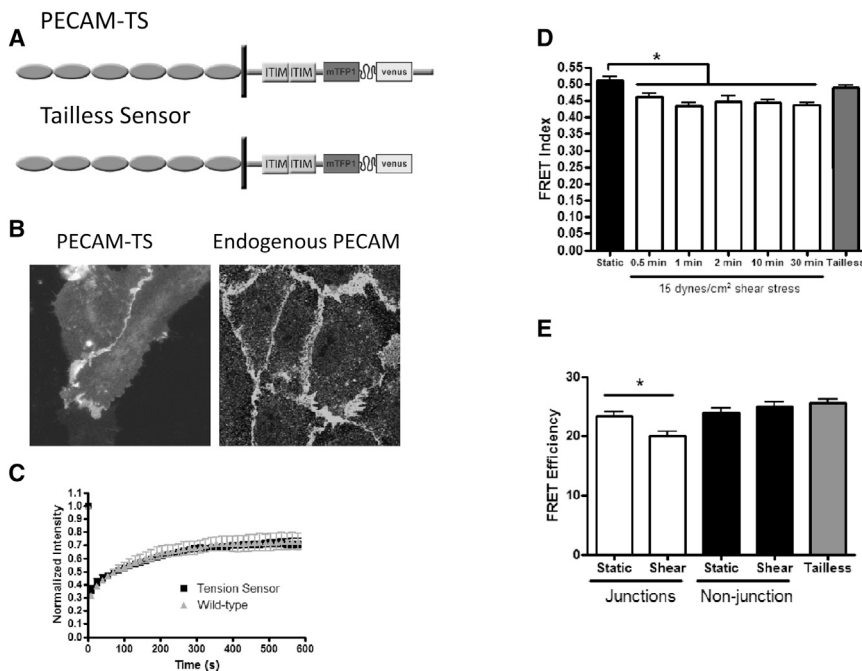 A
PECAM-TS
ITIM ITIM mTFP1 venus
Tailless Sensor
ITIM ITIM mTFP1 venus
B
PECAM-TS Endogenous PECAM
C
Normalized Intensity
1.1
1.0
0.9
0.8
0.7
0.6
0.5
0.4
0.3
0.2
0.1
0.0
Tension Sensor
Wild-type
0 100 200 300 400 500 600
Time (s)
D
FRET Index
0.55
0.50
0.45
0.40
0.35
0.30
0.25
0.20
0.15
0.10
0.05
0.00
*
Static 0.5 min 1 min 2 min 10 min 30 min Tailless
15 dynes/cm² shear stress
E
FRET Efficiency
30
20
10
0
*
Static Shear Static Shear Tailless
Junctions Non-junction